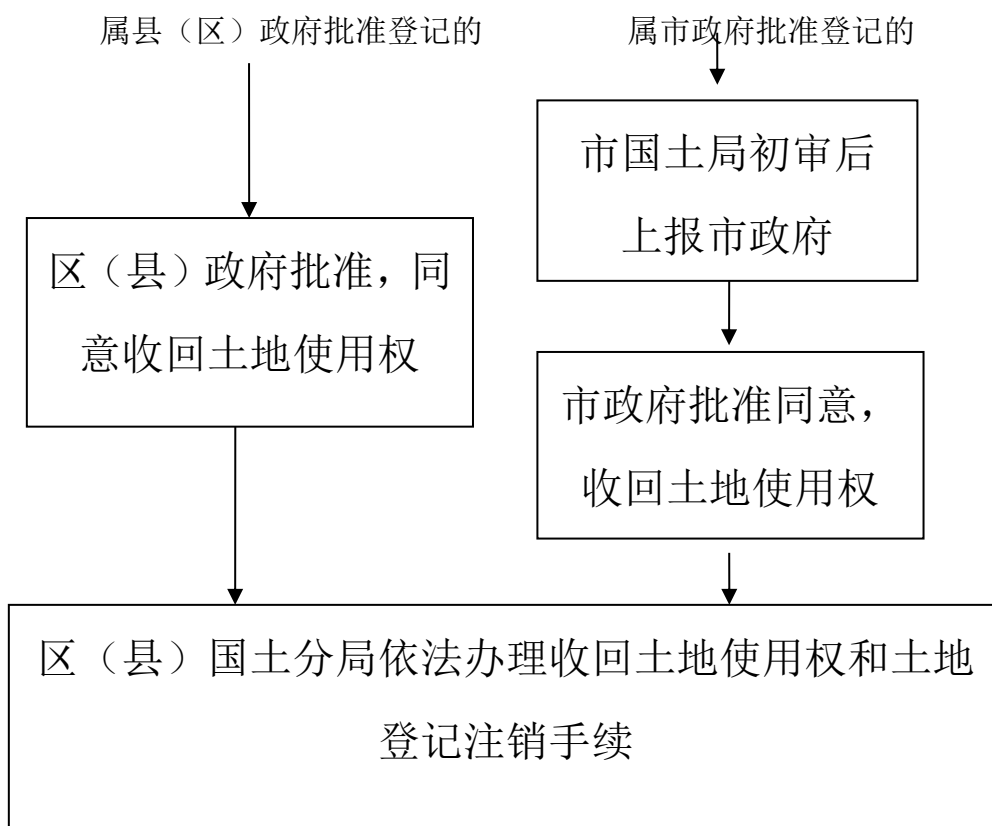 属县（区）政府批准登记的
属市政府批准登记的
市国土局初审后
上报市政府
区（县）政府批准，同
意收回土地使用权
市政府批准同意，
收回土地使用权
区（县）国土分局依法办理收回土地使用权和土地
登记注销手续